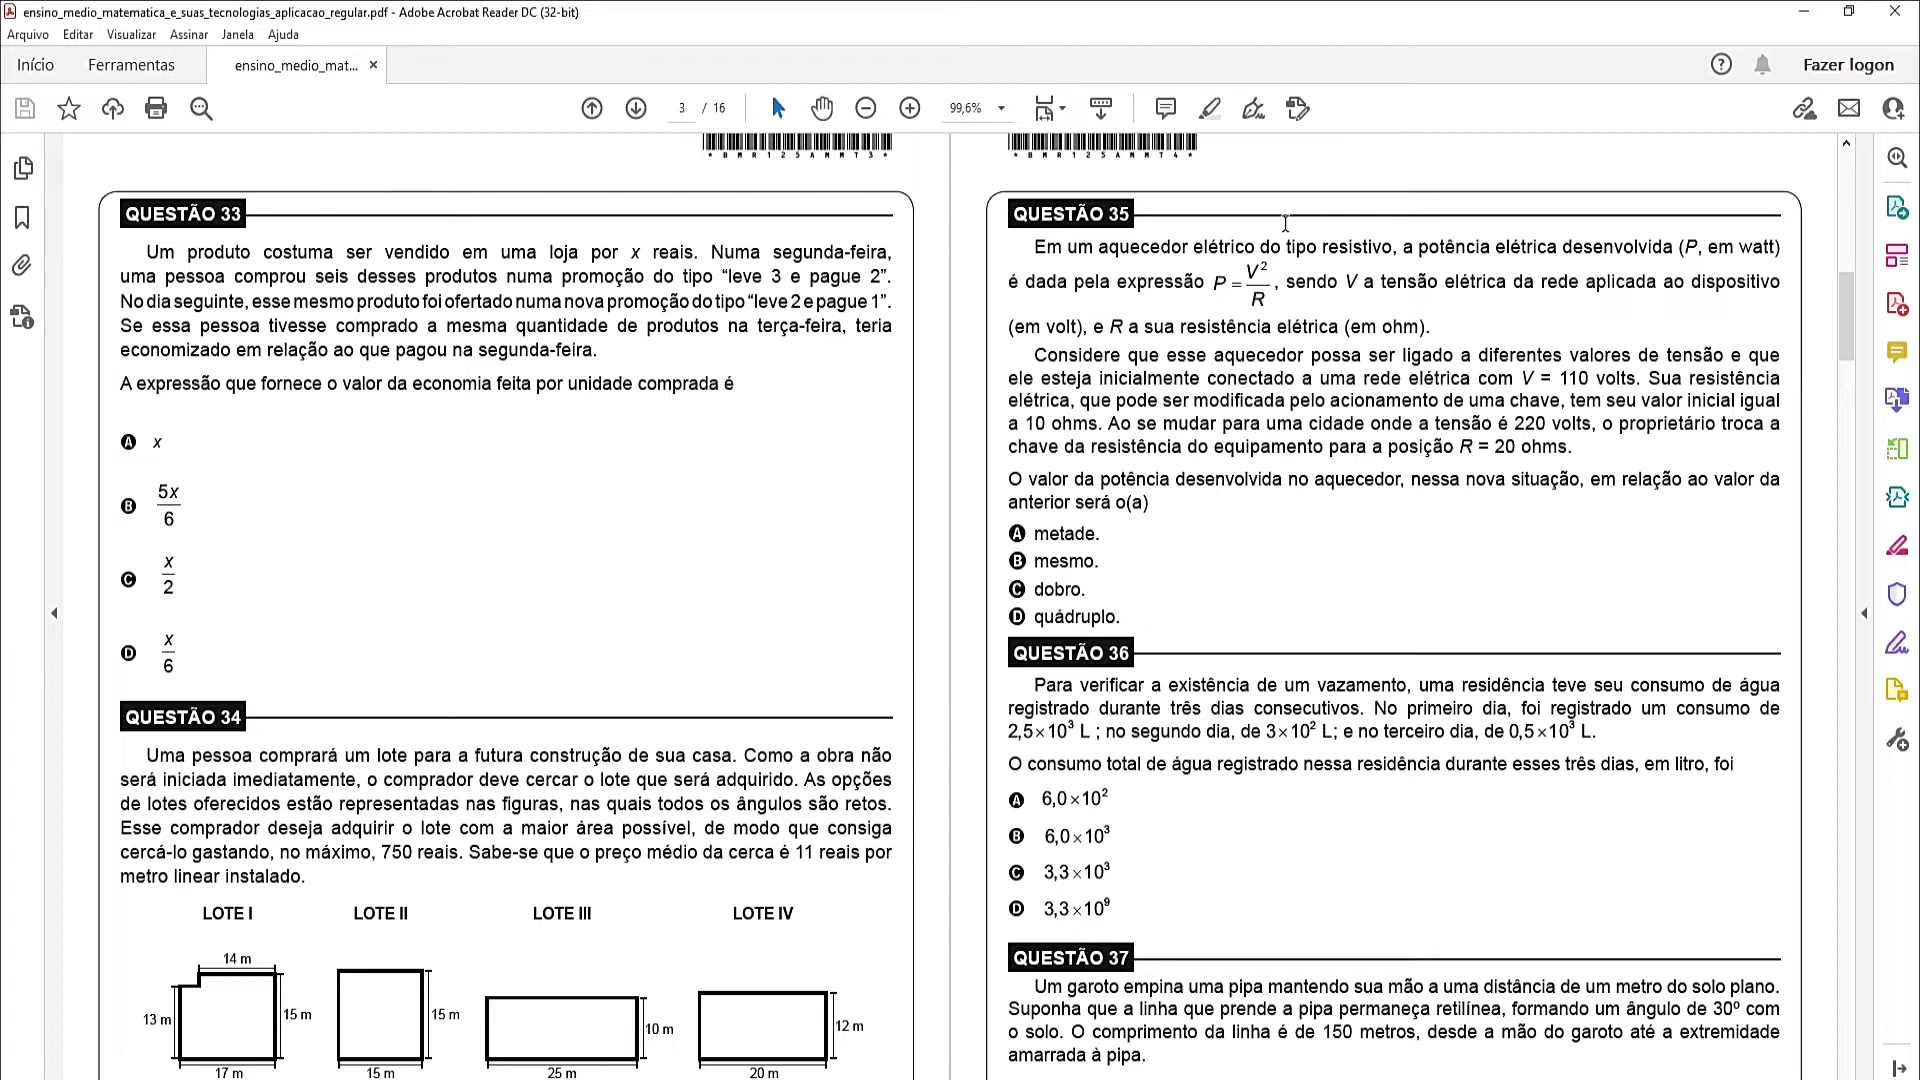 ensino_medio_matematica_e_suas_tecnologias_aplicacao_regular.pdf - Adobe Acrobat Reader DC (32-bit)
Arquivo Editar Visualizar Assinar Janela Ajuda
Início Ferramentas ensino_medio_mat... × Fazer logon
3 / 16 99,6%
*BMR125AMMT3*
QUESTÃO 33
Um produto costuma ser vendido em uma loja por x reais. Numa segunda-feira,
uma pessoa comprou seis desses produtos numa promoção do tipo “leve 3 e pague 2”.
No dia seguinte, esse mesmo produto foi ofertado numa nova promoção do tipo “leve 2 e pague 1”.
Se essa pessoa tivesse comprado a mesma quantidade de produtos na terça-feira, teria
economizado em relação ao que pagou na segunda-feira.
A expressão que fornece o valor da economia feita por unidade comprada é
A x
B 5x/6
C x/2
D x/6
QUESTÃO 34
Uma pessoa comprará um lote para a futura construção de sua casa. Como a obra não
será iniciada imediatamente, o comprador deve cercar o lote que será adquirido. As opções
de lotes oferecidos estão representadas nas figuras, nas quais todos os ângulos são retos.
Esse comprador deseja adquirir o lote com a maior área possível, de modo que consiga
cercá-lo gastando, no máximo, 750 reais. Sabe-se que o preço médio da cerca é 11 reais por
metro linear instalado.
LOTE I LOTE II LOTE III LOTE IV
14 m
13 m 15 m 15 m 10 m 12 m
17 m 15 m 25 m 20 m
*BMR125AMMT4*
QUESTÃO 35
Em um aquecedor elétrico do tipo resistivo, a potência elétrica desenvolvida (P, em watt)
é dada pela expressão P = V²/R, sendo V a tensão elétrica da rede aplicada ao dispositivo
(em volt), e R a sua resistência elétrica (em ohm).
Considere que esse aquecedor possa ser ligado a diferentes valores de tensão e que
ele esteja inicialmente conectado a uma rede elétrica com V = 110 volts. Sua resistência
elétrica, que pode ser modificada pelo acionamento de uma chave, tem seu valor inicial igual
a 10 ohms. Ao se mudar para uma cidade onde a tensão é 220 volts, o proprietário troca a
chave da resistência do equipamento para a posição R = 20 ohms.
O valor da potência desenvolvida no aquecedor, nessa nova situação, em relação ao valor da
anterior será o(a)
A metade.
B mesmo.
C dobro.
D quádruplo.
QUESTÃO 36
Para verificar a existência de um vazamento, uma residência teve seu consumo de água
registrado durante três dias consecutivos. No primeiro dia, foi registrado um consumo de
2,5×10³ L ; no segundo dia, de 3×10² L; e no terceiro dia, de 0,5×10³ L.
O consumo total de água registrado nessa residência durante esses três dias, em litro, foi
A 6,0×10²
B 6,0×10³
C 3,3×10³
D 3,3×10⁹
QUESTÃO 37
Um garoto empina uma pipa mantendo sua mão a uma distância de um metro do solo plano.
Suponha que a linha que prende a pipa permaneça retilínea, formando um ângulo de 30º com
o solo. O comprimento da linha é de 150 metros, desde a mão do garoto até a extremidade
amarrada à pipa.